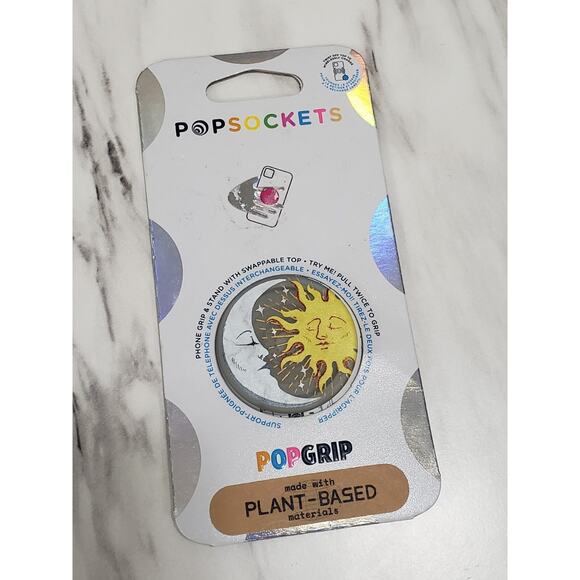 POPSOCKETS
PHONE GRIP & STAND WITH SWAPPABLE TOP • TRY ME! PULL TWICE TO GRIP
SUPPORT-POIGNÉE DE TÉLÉPHONE AVEC DESSUS INTERCHANGEABLE • ESSAYEZ-MOI! TIREZ-LE DEUX FOIS POUR L'AGRIPPER
POPGRIP
made with
PLANT-BASED
materials